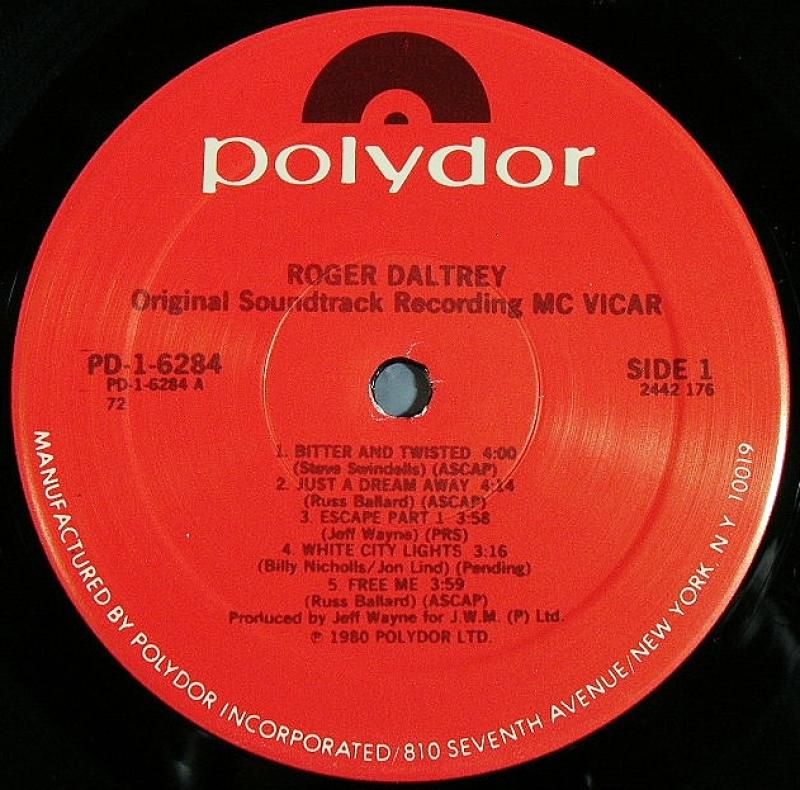 polydor
ROGER DALTREY
Original Soundtrack Recording MC VICAR
PD-1-6284
PD-1-6284 A
72
SIDE 1
2442 176
1. BITTER AND TWISTED 4:00
(Steve Swindells) (ASCAP)
2. JUST A DREAM AWAY 4:14
(Russ Ballard) (ASCAP)
3. ESCAPE PART 1 3:58
(Jeff Wayne) (PRS)
4. WHITE CITY LIGHTS 3:16
(Billy Nicholls/Jon Lind) (Pending)
5. FREE ME 3:59
(Russ Ballard) (ASCAP)
Produced by Jeff Wayne for J.W.M. (P) Ltd.
℗ 1980 POLYDOR LTD.
MANUFACTURED BY POLYDOR INCORPORATED/810 SEVENTH AVENUE/NEW YORK, NY 10019